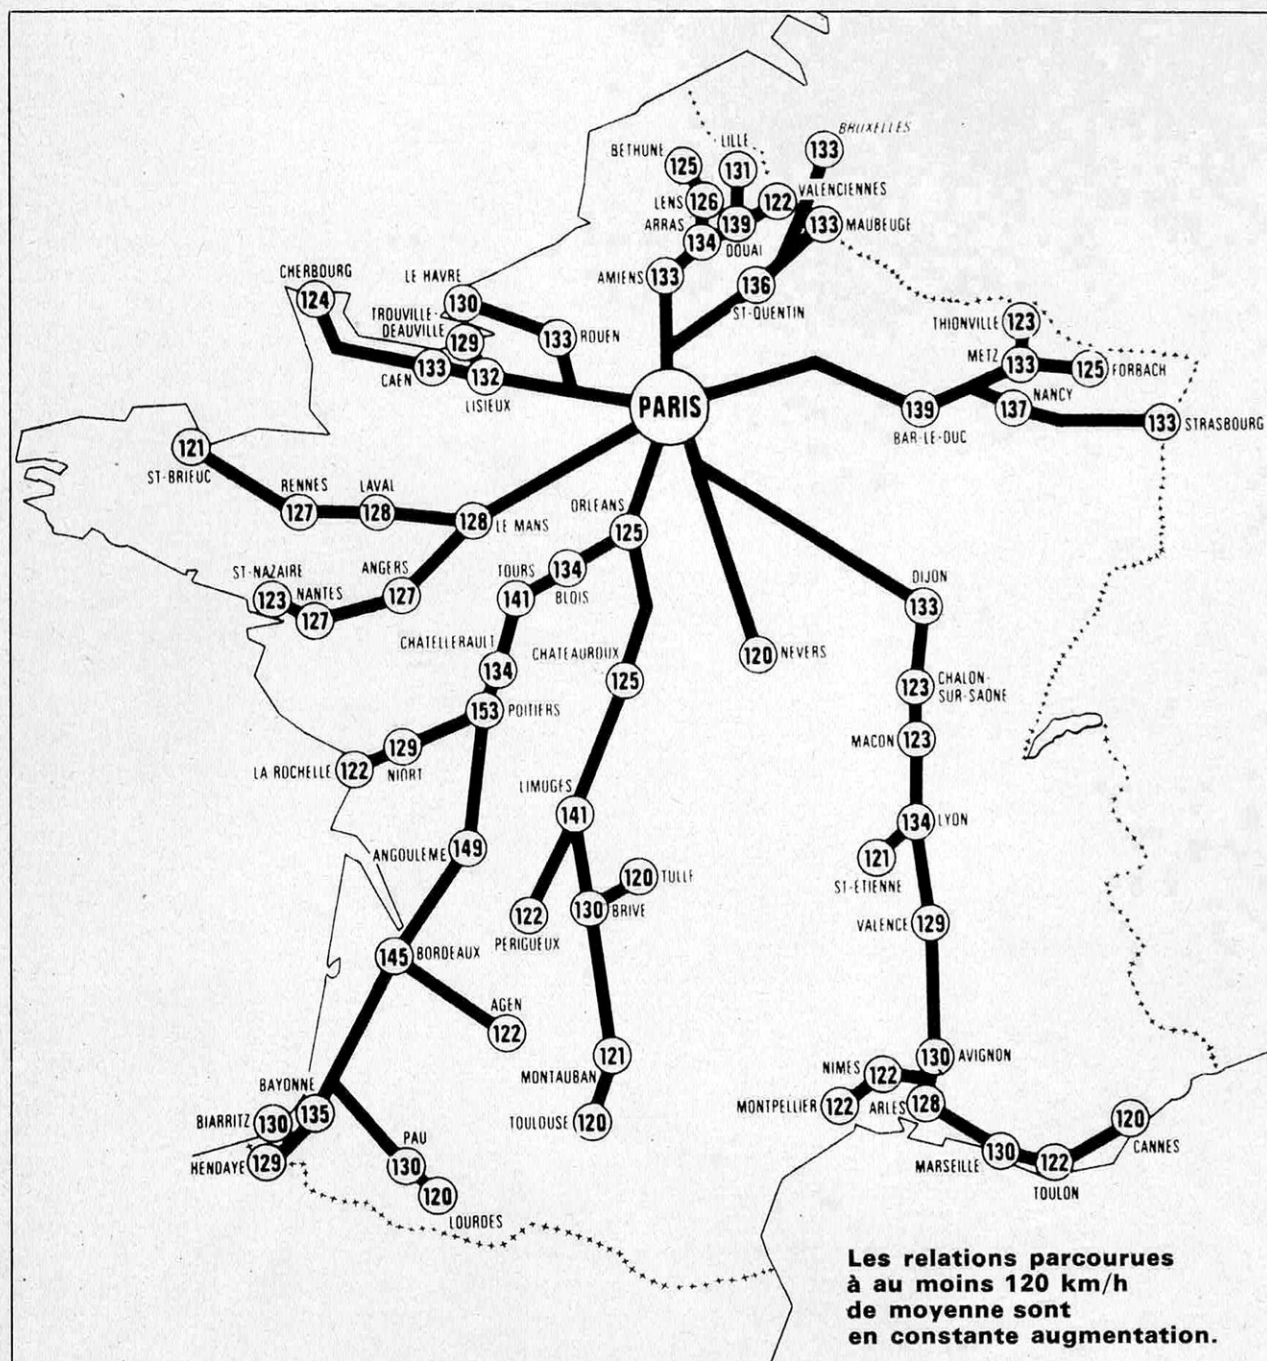 BRUXELLES
133
BETHUNE
125
LILLE
131
LENS
126
VALENCIENNES
122
ARRAS
134
139
DOUAI
133
MAUBEUGE
AMIENS
133
136
ST-QUENTIN
CHERBOURG
124
LE HAVRE
130
TROUVILLE-
DEAUVILLE
129
133
ROUEN
CAEN
133
132
LISIEUX
PARIS
THIONVILLE
123
METZ
133
125
FORBACH
139
BAR-LE-DUC
NANCY
137
133
STRASBOURG
121
ST-BRIEUC
RENNES
127
LAVAL
128
128
LE MANS
ST-NAZAIRE
123
NANTES
127
ANGERS
127
ORLEANS
125
TOURS
141
134
BLOIS
DIJON
133
CHATELLERAULT
134
CHATEAUROUX
125
120
NEVERS
123
CHALON-
SUR-SAONE
153
POITIERS
129
NIORT
LA ROCHELLE
122
MACON
123
LIMOGES
141
134
LYON
121
ST-ETIENNE
ANGOULEME
149
120
TULLE
122
PERIGUEUX
130
BRIVE
VALENCE
129
145
BORDEAUX
AGEN
122
121
MONTAUBAN
TOULOUSE
120
130
AVIGNON
NIMES
122
MONTPELLIER
122
ARLES
128
BAYONNE
135
BIARRITZ
130
HENDAYE
129
PAU
130
120
LOURDES
MARSEILLE
130
122
TOULON
120
CANNES
Les relations parcourues
à au moins 120 km/h
de moyenne sont
en constante augmentation.